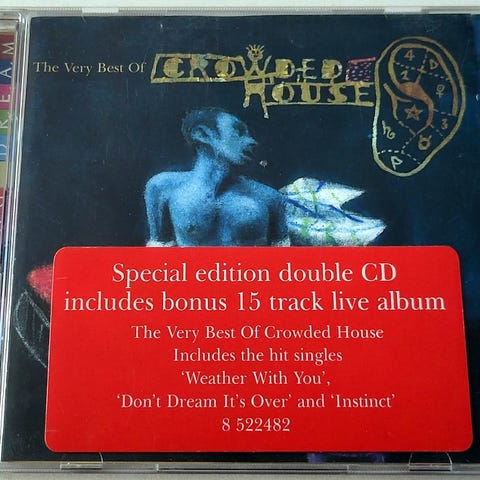 The Very Best Of CROWDED
HOUSE
Special edition double CD
includes bonus 15 track live album
The Very Best Of Crowded House
Includes the hit singles
‘Weather With You’,
‘Don’t Dream It’s Over’ and ‘Instinct’
8 522482